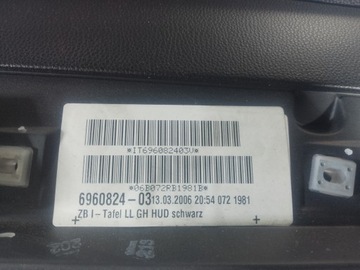 *IT696082403V*
*06B072RB1981B*
6960824-03 13.03.2006 20:54 072 1981
ZB I-Tafel LL GH HUD schwarz